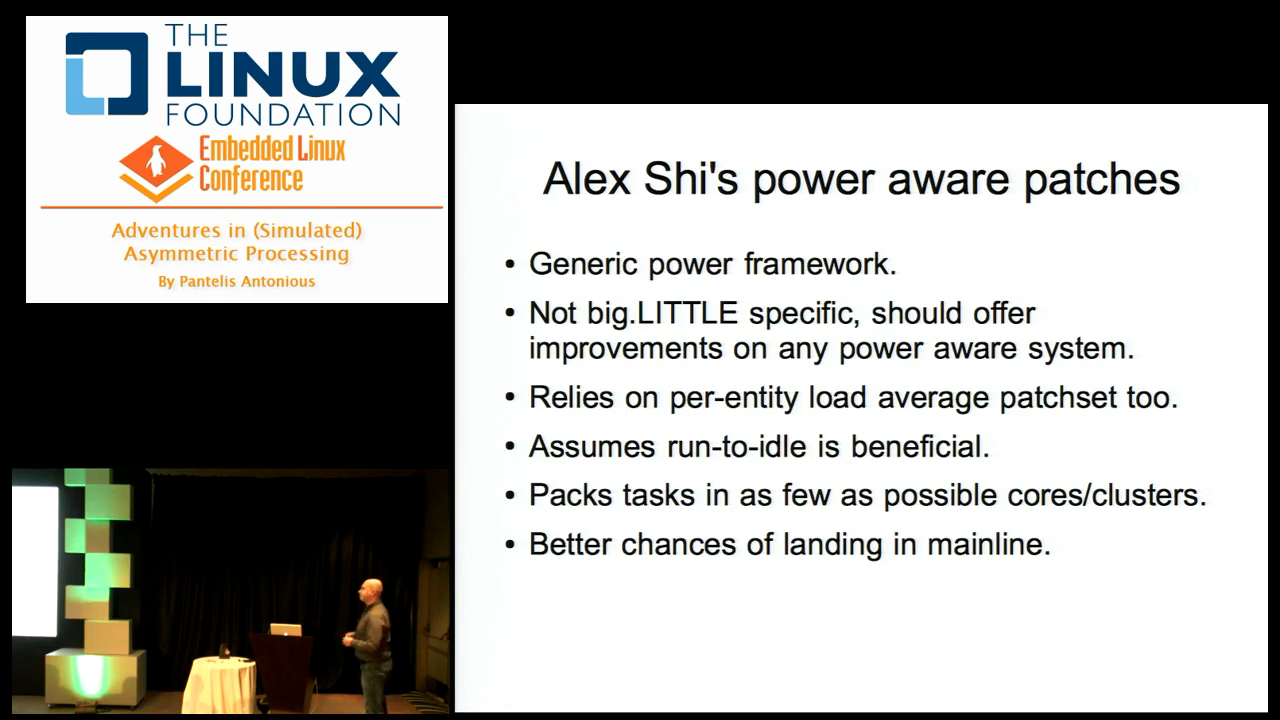 THE
LINUX
FOUNDATION
Embedded Linux
Conference
Adventures in (Simulated)
Asymmetric Processing
By Pantelis Antonious
Alex Shi's power aware patches
• Generic power framework.
• Not big.LITTLE specific, should offer
improvements on any power aware system.
• Relies on per-entity load average patchset too.
• Assumes run-to-idle is beneficial.
• Packs tasks in as few as possible cores/clusters.
• Better chances of landing in mainline.